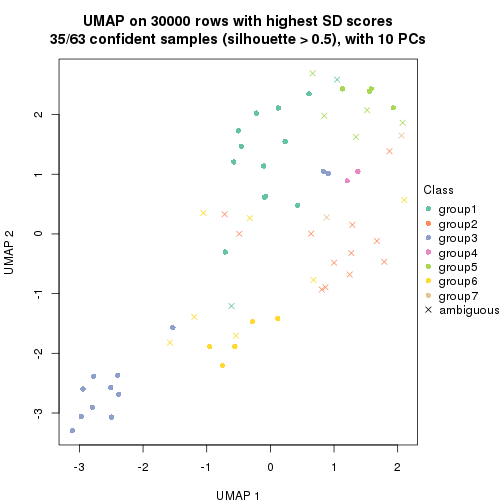 UMAP on 30000 rows with highest SD scores
35/63 confident samples (silhouette > 0.5), with 10 PCs
UMAP 2
2
1
0
-1
-2
-3
-3
-2
-1
0
1
2
UMAP 1
Class
group1
group2
group3
group4
group5
group6
group7
ambiguous